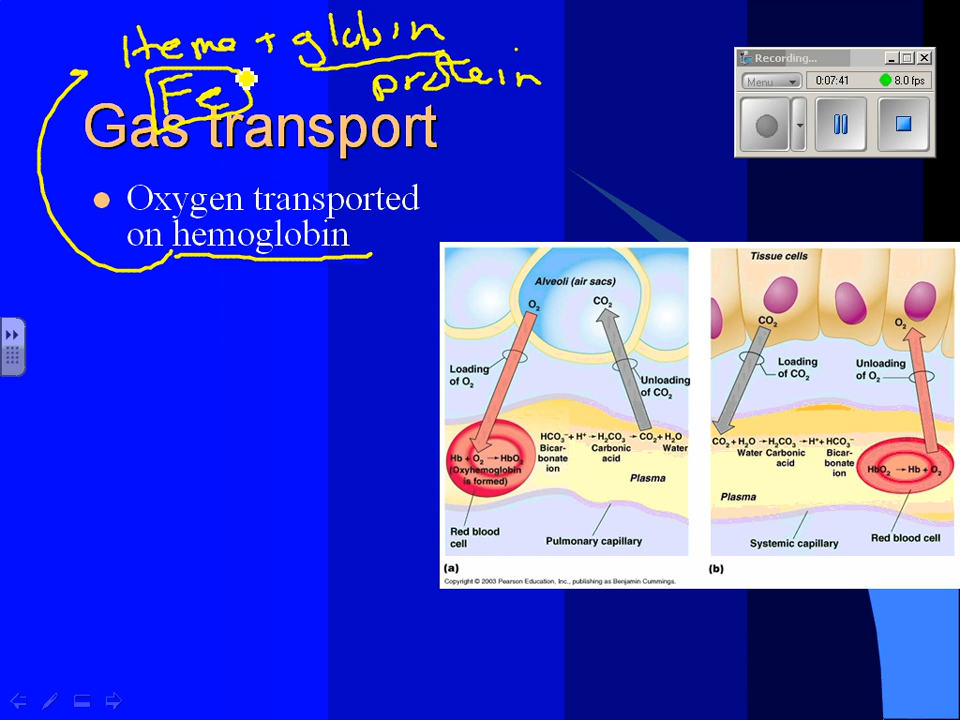 Heme + globin
protein
Fe
Gas transport
Oxygen transported
on hemoglobin
Recording...
Menu
0:07:41
8.0 fps
Alveoli (air sacs)
O2
CO2
Loading
of O2
Unloading
of CO2
HCO3- + H+ → H2CO3 → CO2 + H2O
Bicar-
bonate
ion
Carbonic
acid
Water
Hb + O2 → HbO2
(Oxyhemoglobin
is formed)
Plasma
Red blood
cell
Pulmonary capillary
(a)
Copyright © 2003 Pearson Education, Inc., publishing as Benjamin Cummings.
Tissue cells
CO2
O2
Loading
of CO2
Unloading
of O2
CO2 + H2O → H2CO3 → H+ + HCO3-
Water
Carbonic
acid
Bicar-
bonate
ion
HbO2 → Hb + O2
Plasma
Systemic capillary
Red blood cell
(b)